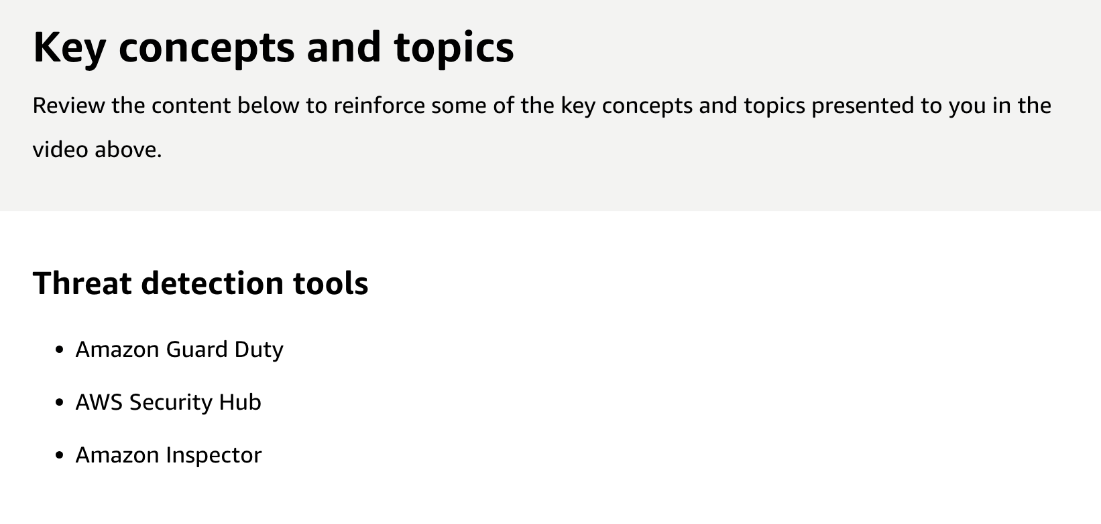 Key concepts and topics
Review the content below to reinforce some of the key concepts and topics presented to you in the
video above.
Threat detection tools
• Amazon Guard Duty
• AWS Security Hub
• Amazon Inspector